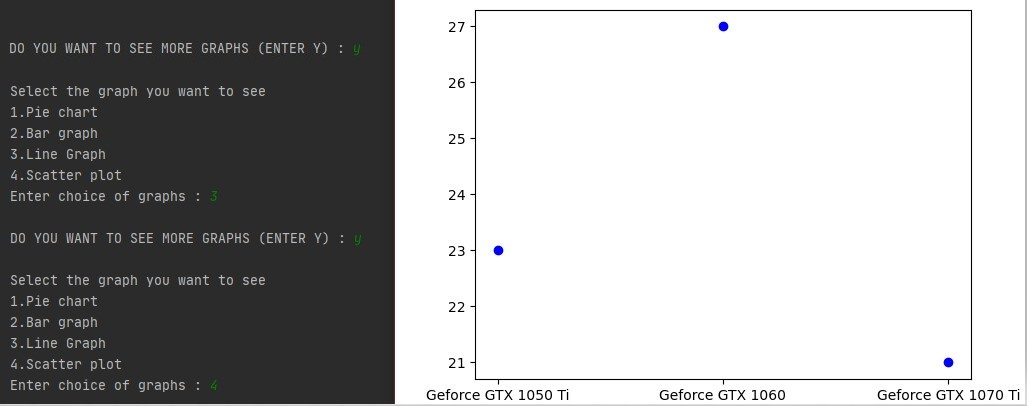 DO YOU WANT TO SEE MORE GRAPHS (ENTER Y) : y
Select the graph you want to see
1.Pie chart
2.Bar graph
3.Line Graph
4.Scatter plot
Enter choice of graphs : 3
DO YOU WANT TO SEE MORE GRAPHS (ENTER Y) : y
Select the graph you want to see
1.Pie chart
2.Bar graph
3.Line Graph
4.Scatter plot
Enter choice of graphs : 4
27
26
25
24
23
22
21
Geforce GTX 1050 Ti
Geforce GTX 1060
Geforce GTX 1070 Ti